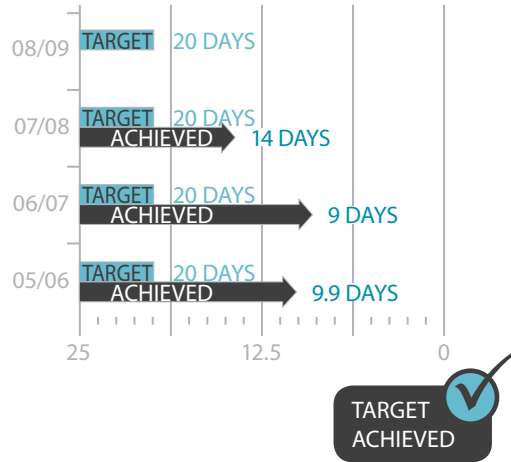 08/09 TARGET 20 DAYS
07/08 TARGET 20 DAYS
ACHIEVED 14 DAYS
06/07 TARGET 20 DAYS
ACHIEVED 9 DAYS
05/06 TARGET 20 DAYS
ACHIEVED 9.9 DAYS
25 12.5 0
TARGET
ACHIEVED